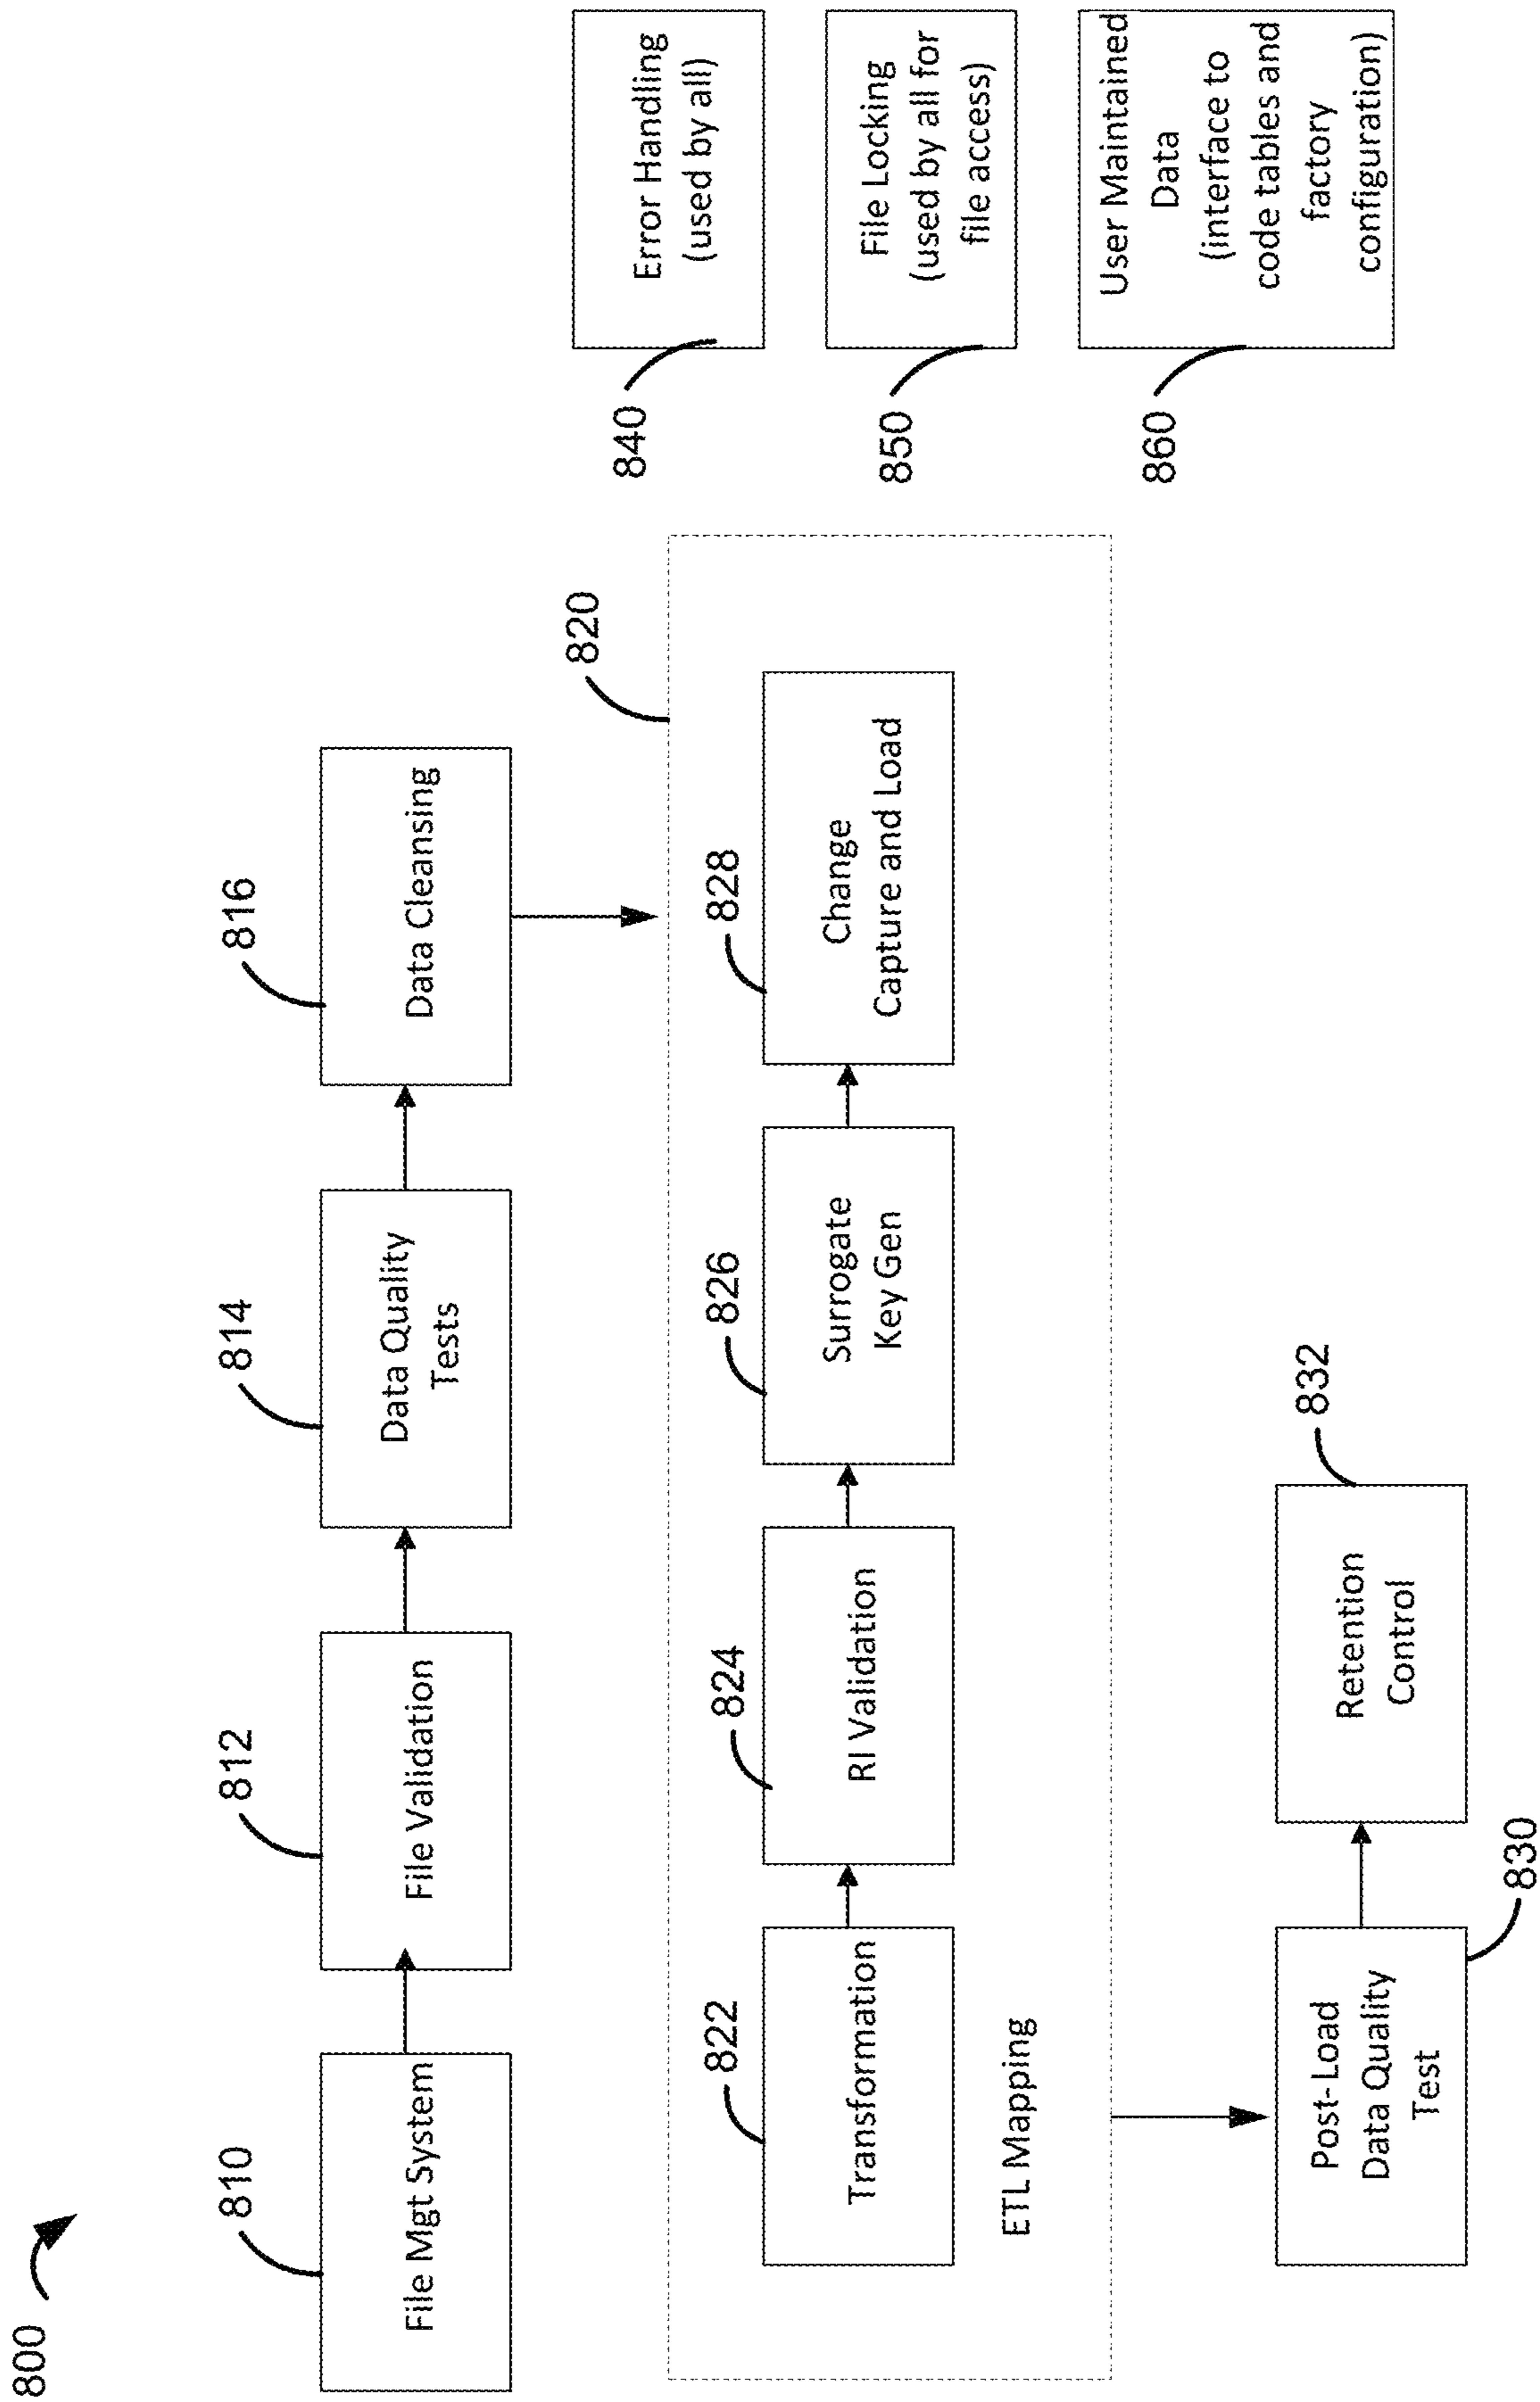 800
810
File Mgt System
812
File Validation
814
Data Quality
Tests
816
Data Cleansing
820
822
Transformation
824
RI Validation
826
Surrogate
Key Gen
828
Change
Capture and Load
ETL Mapping
830
Post-Load
Data Quality
Test
832
Retention
Control
840
Error Handling
(used by all)
850
File Locking
(used by all for
file access)
860
User Maintained
Data
(interface to
code tables and
factory
configuration)